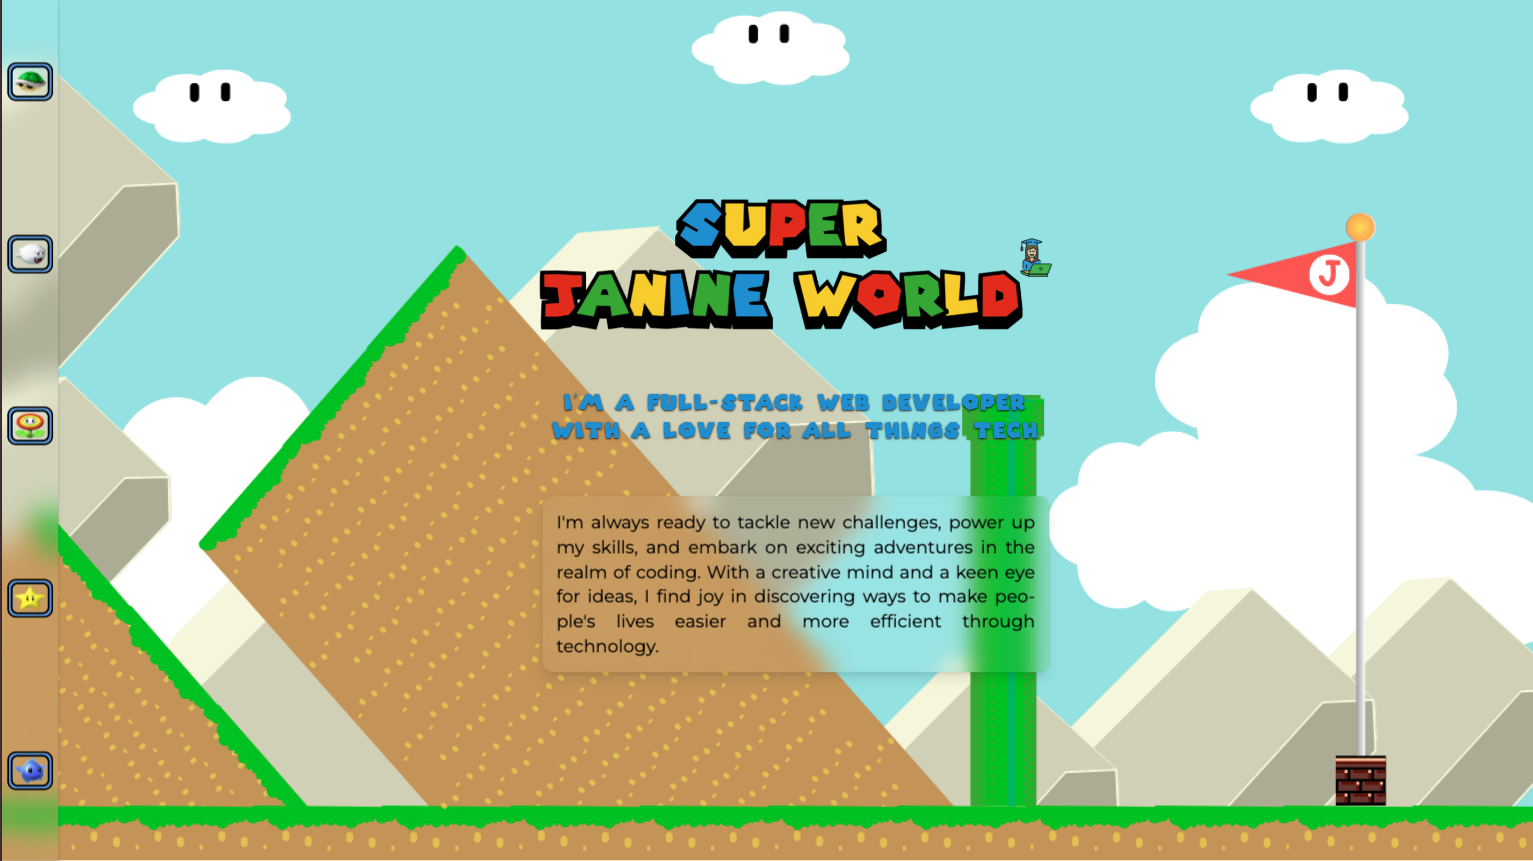 SUPER
JANINE WORLD
J
I'M A FULL-STACK WEB DEVELOPER
WITH A LOVE FOR ALL THINGS TECH
I'm always ready to tackle new challenges, power up
my skills, and embark on exciting adventures in the
realm of coding. With a creative mind and a keen eye
for ideas, I find joy in discovering ways to make peo-
ple's lives easier and more efficient through
technology.